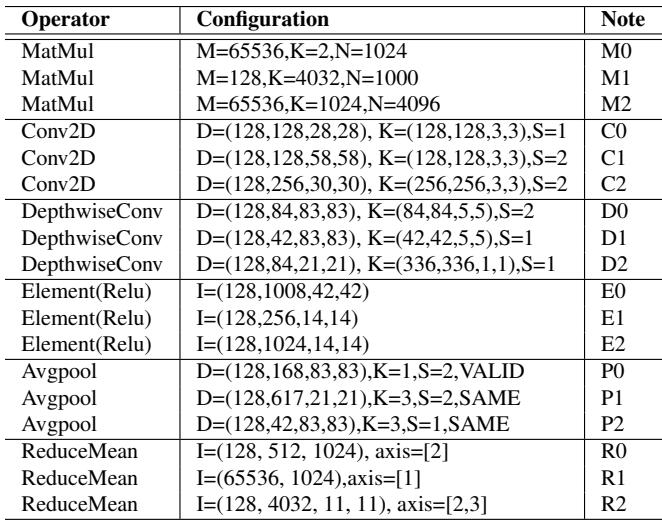 Operator Configuration Note
MatMul M=65536,K=2,N=1024 M0
MatMul M=128,K=4032,N=1000 M1
MatMul M=65536,K=1024,N=4096 M2
Conv2D D=(128,128,28,28), K=(128,128,3,3),S=1 C0
Conv2D D=(128,128,58,58), K=(128,128,3,3),S=2 C1
Conv2D D=(128,256,30,30), K=(256,256,3,3),S=2 C2
DepthwiseConv D=(128,84,83,83), K=(84,84,5,5),S=2 D0
DepthwiseConv D=(128,42,83,83), K=(42,42,5,5),S=1 D1
DepthwiseConv D=(128,84,21,21), K=(336,336,1,1),S=1 D2
Element(Relu) I=(128,1008,42,42) E0
Element(Relu) I=(128,256,14,14) E1
Element(Relu) I=(128,1024,14,14) E2
Avgpool D=(128,168,83,83),K=1,S=2,VALID P0
Avgpool D=(128,617,21,21),K=3,S=2,SAME P1
Avgpool D=(128,42,83,83),K=3,S=1,SAME P2
ReduceMean I=(128, 512, 1024), axis=[2] R0
ReduceMean I=(65536, 1024),axis=[1] R1
ReduceMean I=(128, 4032, 11, 11), axis=[2,3] R2